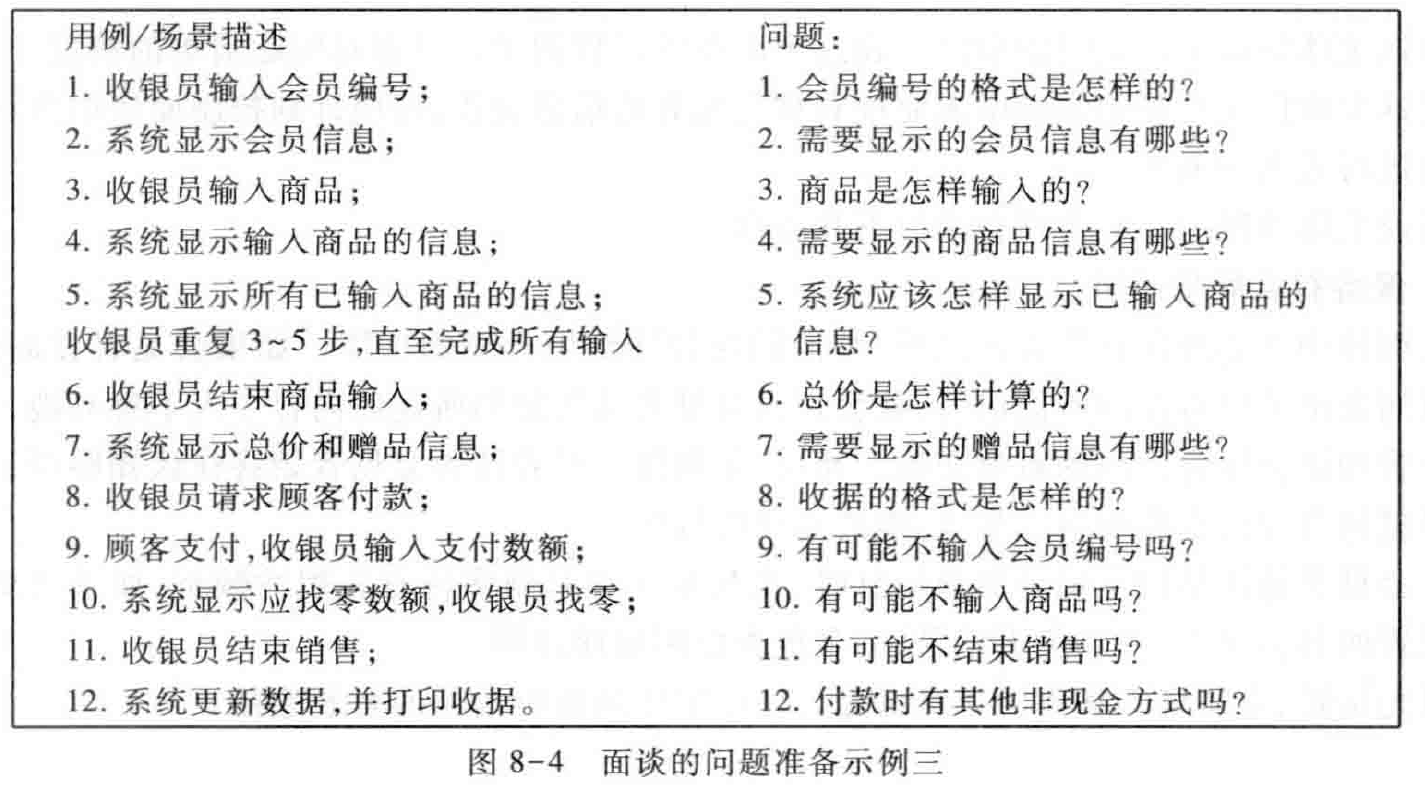 用例/场景描述
1. 收银员输入会员编号;
2. 系统显示会员信息;
3. 收银员输入商品;
4. 系统显示输入商品的信息;
5. 系统显示所有已输入商品的信息;
收银员重复3~5步,直至完成所有输入
6. 收银员结束商品输入;
7. 系统显示总价和赠品信息;
8. 收银员请求顾客付款;
9. 顾客支付,收银员输入支付数额;
10. 系统显示应找零数额,收银员找零;
11. 收银员结束销售;
12. 系统更新数据,并打印收据。
问题:
1. 会员编号的格式是怎样的?
2. 需要显示的会员信息有哪些?
3. 商品是怎样输入的?
4. 需要显示的商品信息有哪些?
5. 系统应该怎样显示已输入商品的
信息?
6. 总价是怎样计算的?
7. 需要显示的赠品信息有哪些?
8. 收据的格式是怎样的?
9. 有可能不输入会员编号吗?
10. 有可能不输入商品吗?
11. 有可能不结束销售吗?
12. 付款时有其他非现金方式吗?
图 8-4 面谈的问题准备示例三